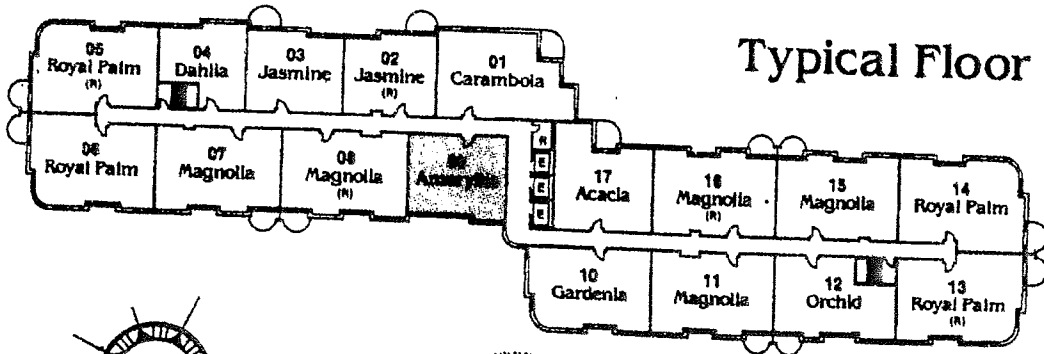 Typical Floor
05
Royal Palm
(R)
04
Dahlia
03
Jasmine
02
Jasmine
(R)
01
Carambola
06
Royal Palm
07
Magnolia
08
Magnolia
(R)
Amaryllis
R
E
E
E
17
Acacia
16
Magnolia
(R)
15
Magnolia
14
Royal Palm
10
Gardenia
11
Magnolia
12
Orchid
13
Royal Palm
(R)